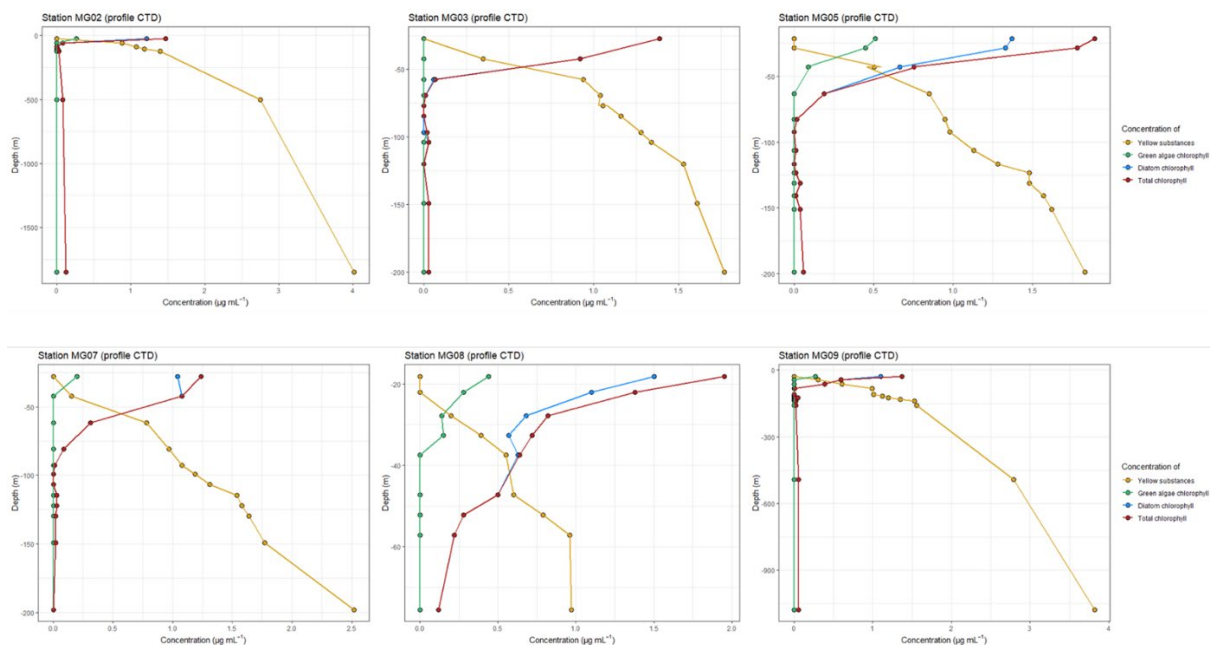 Station MG02 (profile CTD)
0
-500
-1000
-1500
Depth (m)
0
1
2
3
4
Concentration (µg mL⁻¹)
Station MG03 (profile CTD)
-50
-100
-150
-200
Depth (m)
0.0
0.5
1.0
1.5
Concentration (µg mL⁻¹)
Station MG05 (profile CTD)
-50
-100
-150
-200
Depth (m)
0.0
0.5
1.0
1.5
Concentration (µg mL⁻¹)
Concentration of
Yellow substances
Green algae chlorophyll
Diatom chlorophyll
Total chlorophyll
Station MG07 (profile CTD)
-50
-100
-150
-200
Depth (m)
0.0
0.5
1.0
1.5
2.0
2.5
Concentration (µg mL⁻¹)
Station MG08 (profile CTD)
-20
-40
-60
Depth (m)
0.0
0.5
1.0
1.5
2.0
Concentration (µg mL⁻¹)
Station MG09 (profile CTD)
0
-300
-600
-900
Depth (m)
0
1
2
3
4
Concentration (µg mL⁻¹)
Concentration of
Yellow substances
Green algae chlorophyll
Diatom chlorophyll
Total chlorophyll